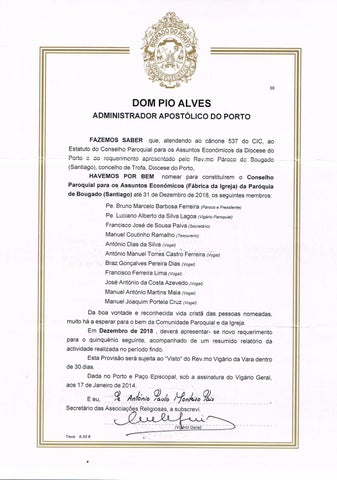 59
DOM PIO ALVES
ADMINISTRADOR APOSTÓLICO DO PORTO
FAZEMOS SABER que, atendendo ao cânone 537 do CIC, ao
Estatuto do Conselho Paroquial para os Assuntos Económicos da Diocese do
Porto e ao requerimento apresentado pelo Rev.mo Pároco de Bougado
(Santiago), concelho de Trofa, Diocese do Porto,
HAVEMOS POR BEM nomear para constituírem o Conselho
Paroquial para os Assuntos Económicos (Fábrica da Igreja) da Paróquia
de Bougado (Santiago) até 31 de Dezembro de 2018, os seguintes membros:
Pe. Bruno Marcelo Barbosa Ferreira (Pároco e Presidente)
Pe. Luciano Alberto da Silva Lagoa (Vigário Paroquial)
Francisco José de Sousa Paiva (Secretário)
Manuel Coutinho Ramalho (Tesoureiro)
António Dias da Silva (Vogal)
António Manuel Torres Castro Ferreira (Vogal)
Braz Gonçalves Pereira Dias (Vogal)
Francisco Ferreira Lima (Vogal)
José António da Costa Azevedo (Vogal)
Manuel António Martins Maia (Vogal)
Manuel Joaquim Portela Cruz (Vogal)
Da boa vontade e reconhecida vida cristã das pessoas nomeadas,
muito há a esperar para o bem da Comunidade Paroquial e da Igreja.
Em Dezembro de 2018, deverá apresentar-se novo requerimento
para o quinquénio seguinte, acompanhado de um resumido relatório da
actividade realizada no período findo.
Esta Provisão será sujeita ao "Visto" do Rev.mo Vigário da Vara dentro
de 30 dias.
Dado no Porto e Paço Episcopal, sob a assinatura do Vigário Geral,
aos 17 de Janeiro de 2014.
E eu, Pe António Paulo Monteiro Pais
Secretário das Associações Religiosas, a subscrevi.
(Vigário Geral)
Taxa 6,50 €